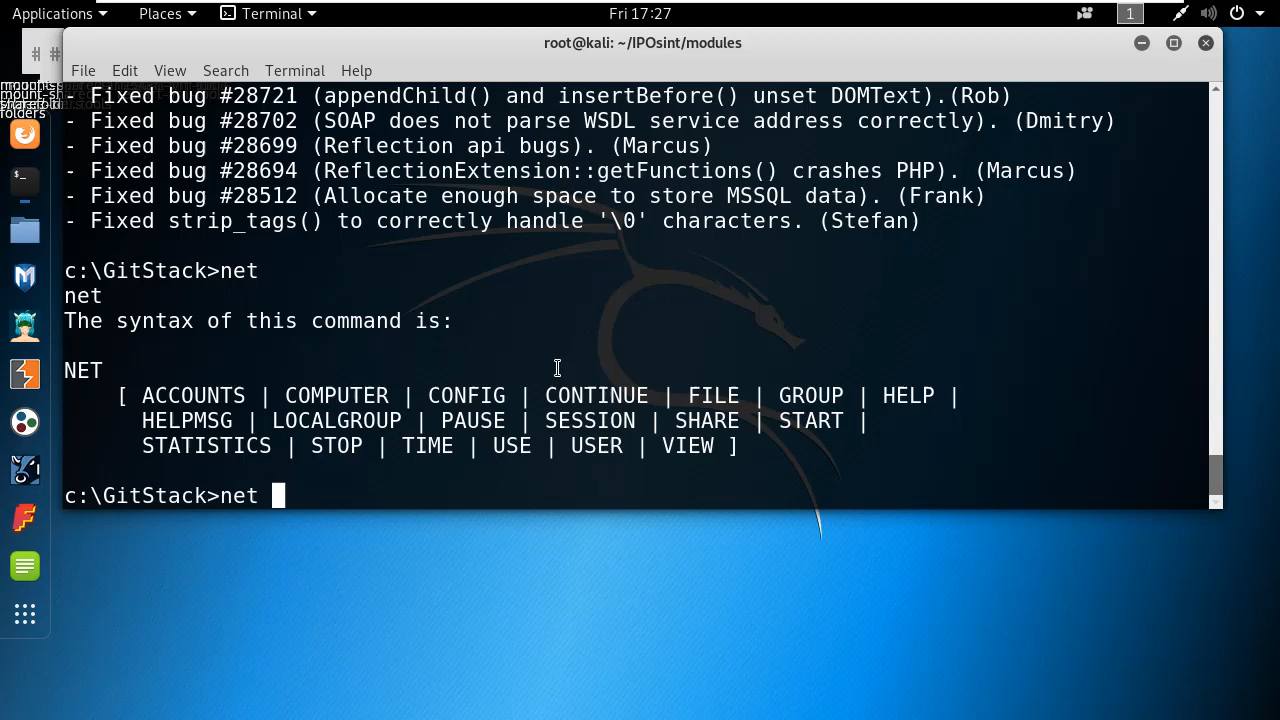 Applications Places Terminal Fri 17:27 1
root@kali: ~/IPOsint/modules
File Edit View Search Terminal Help
- Fixed bug #28721 (appendChild() and insertBefore() unset DOMText).(Rob)
- Fixed bug #28702 (SOAP does not parse WSDL service address correctly). (Dmitry)
- Fixed bug #28699 (Reflection api bugs). (Marcus)
- Fixed bug #28694 (ReflectionExtension::getFunctions() crashes PHP). (Marcus)
- Fixed bug #28512 (Allocate enough space to store MSSQL data). (Frank)
- Fixed strip_tags() to correctly handle '\0' characters. (Stefan)
c:\GitStack>net
net
The syntax of this command is:
NET
[ ACCOUNTS | COMPUTER | CONFIG | CONTINUE | FILE | GROUP | HELP |
HELPMSG | LOCALGROUP | PAUSE | SESSION | SHARE | START |
STATISTICS | STOP | TIME | USE | USER | VIEW ]
c:\GitStack>net
folders